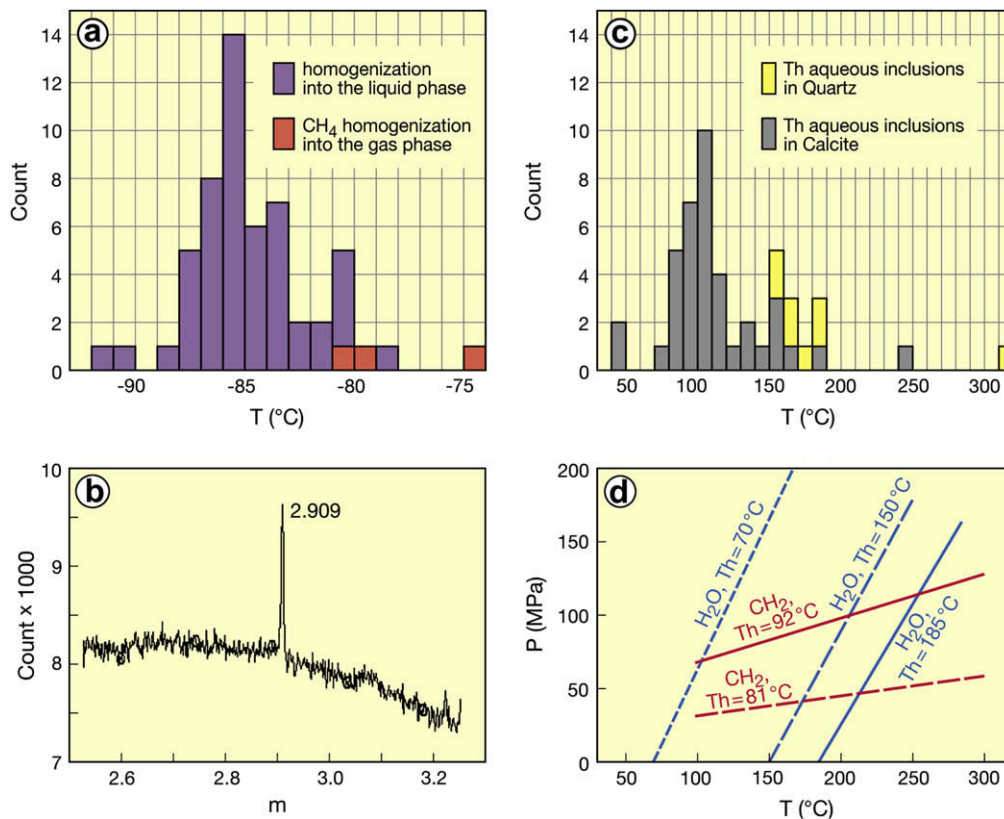 a
14
12
10
8
6
4
2
0
Count
homogenization
into the liquid phase
CH4 homogenization
into the gas phase
-90
-85
-80
-75
T (°C)
c
14
12
10
8
6
4
2
0
Count
Th aqueous inclusions
in Quartz
Th aqueous inclusions
in Calcite
50
100
150
200
250
300
T (°C)
b
10
9
8
7
Count x 1000
2.909
2.6
2.8
3.0
3.2
m
d
200
150
100
50
0
P (MPa)
H2O, Th=70°C
H2O, Th=150°C
H2O,
Th=185°C
CH2,
Th=92°C
CH2,
Th=81°C
50
100
150
200
250
300
T (°C)